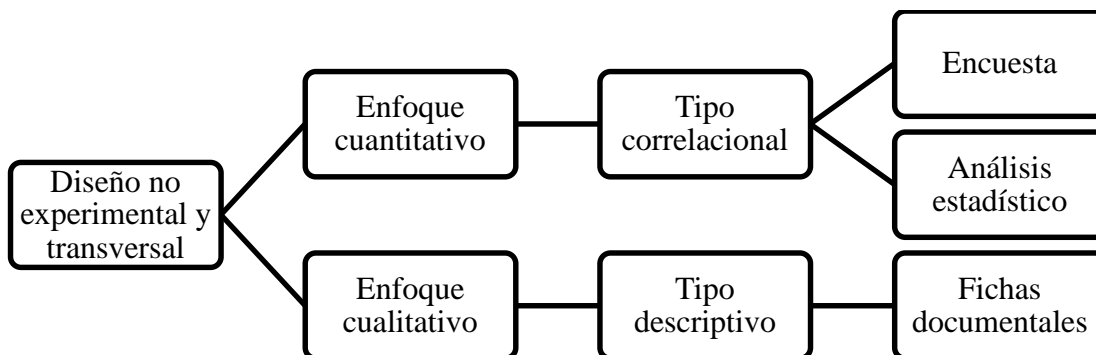 Diseño no
experimental y
transversal
Enfoque
cuantitativo
Tipo
correlacional
Encuesta
Análisis
estadístico
Enfoque
cualitativo
Tipo
descriptivo
Fichas
documentales